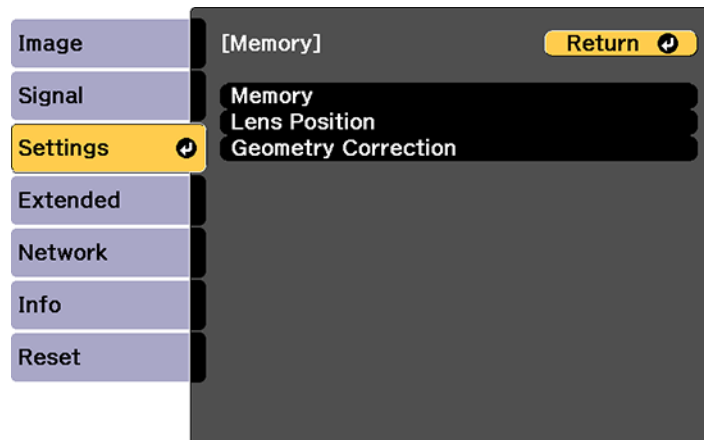 Image
Signal
Settings
Extended
Network
Info
Reset
[Memory]
Return
Memory
Lens Position
Geometry Correction